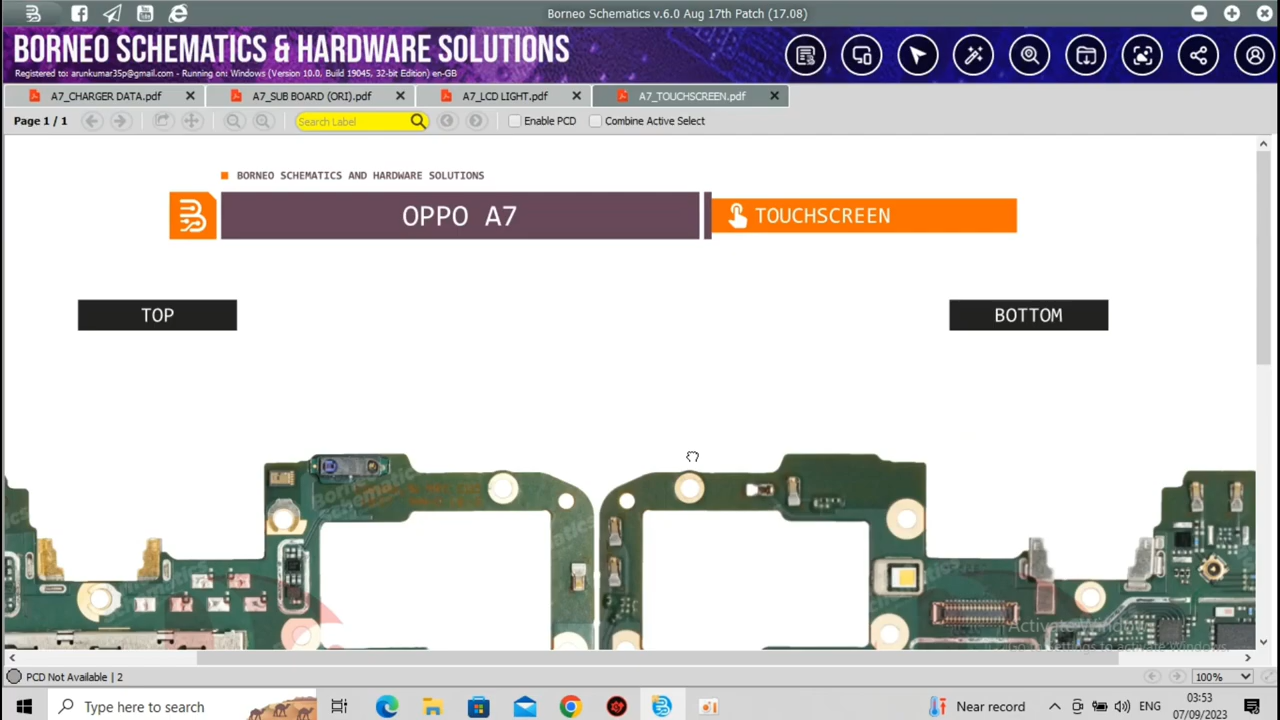 Borneo Schematics v.6.0 Aug 17th Patch (17.08)
BORNEO SCHEMATICS & HARDWARE SOLUTIONS
Registered to: arunkumar35p@gmail.com - Running on: Windows (Version 10.0, Build 19045, 32-bit Edition) en-GB
A7_CHARGER DATA.pdf A7_SUB BOARD (ORI).pdf A7_LCD LIGHT.pdf A7_TOUCHSCREEN.pdf
Page 1 / 1 Search Label Enable PCD Combine Active Select
BORNEO SCHEMATICS AND HARDWARE SOLUTIONS
OPPO A7 TOUCHSCREEN
TOP BOTTOM
Borneo
Schematics
Activate Windows
PCD Not Available | 2 100%
Type here to search Near record ENG 03:53
07/09/2023